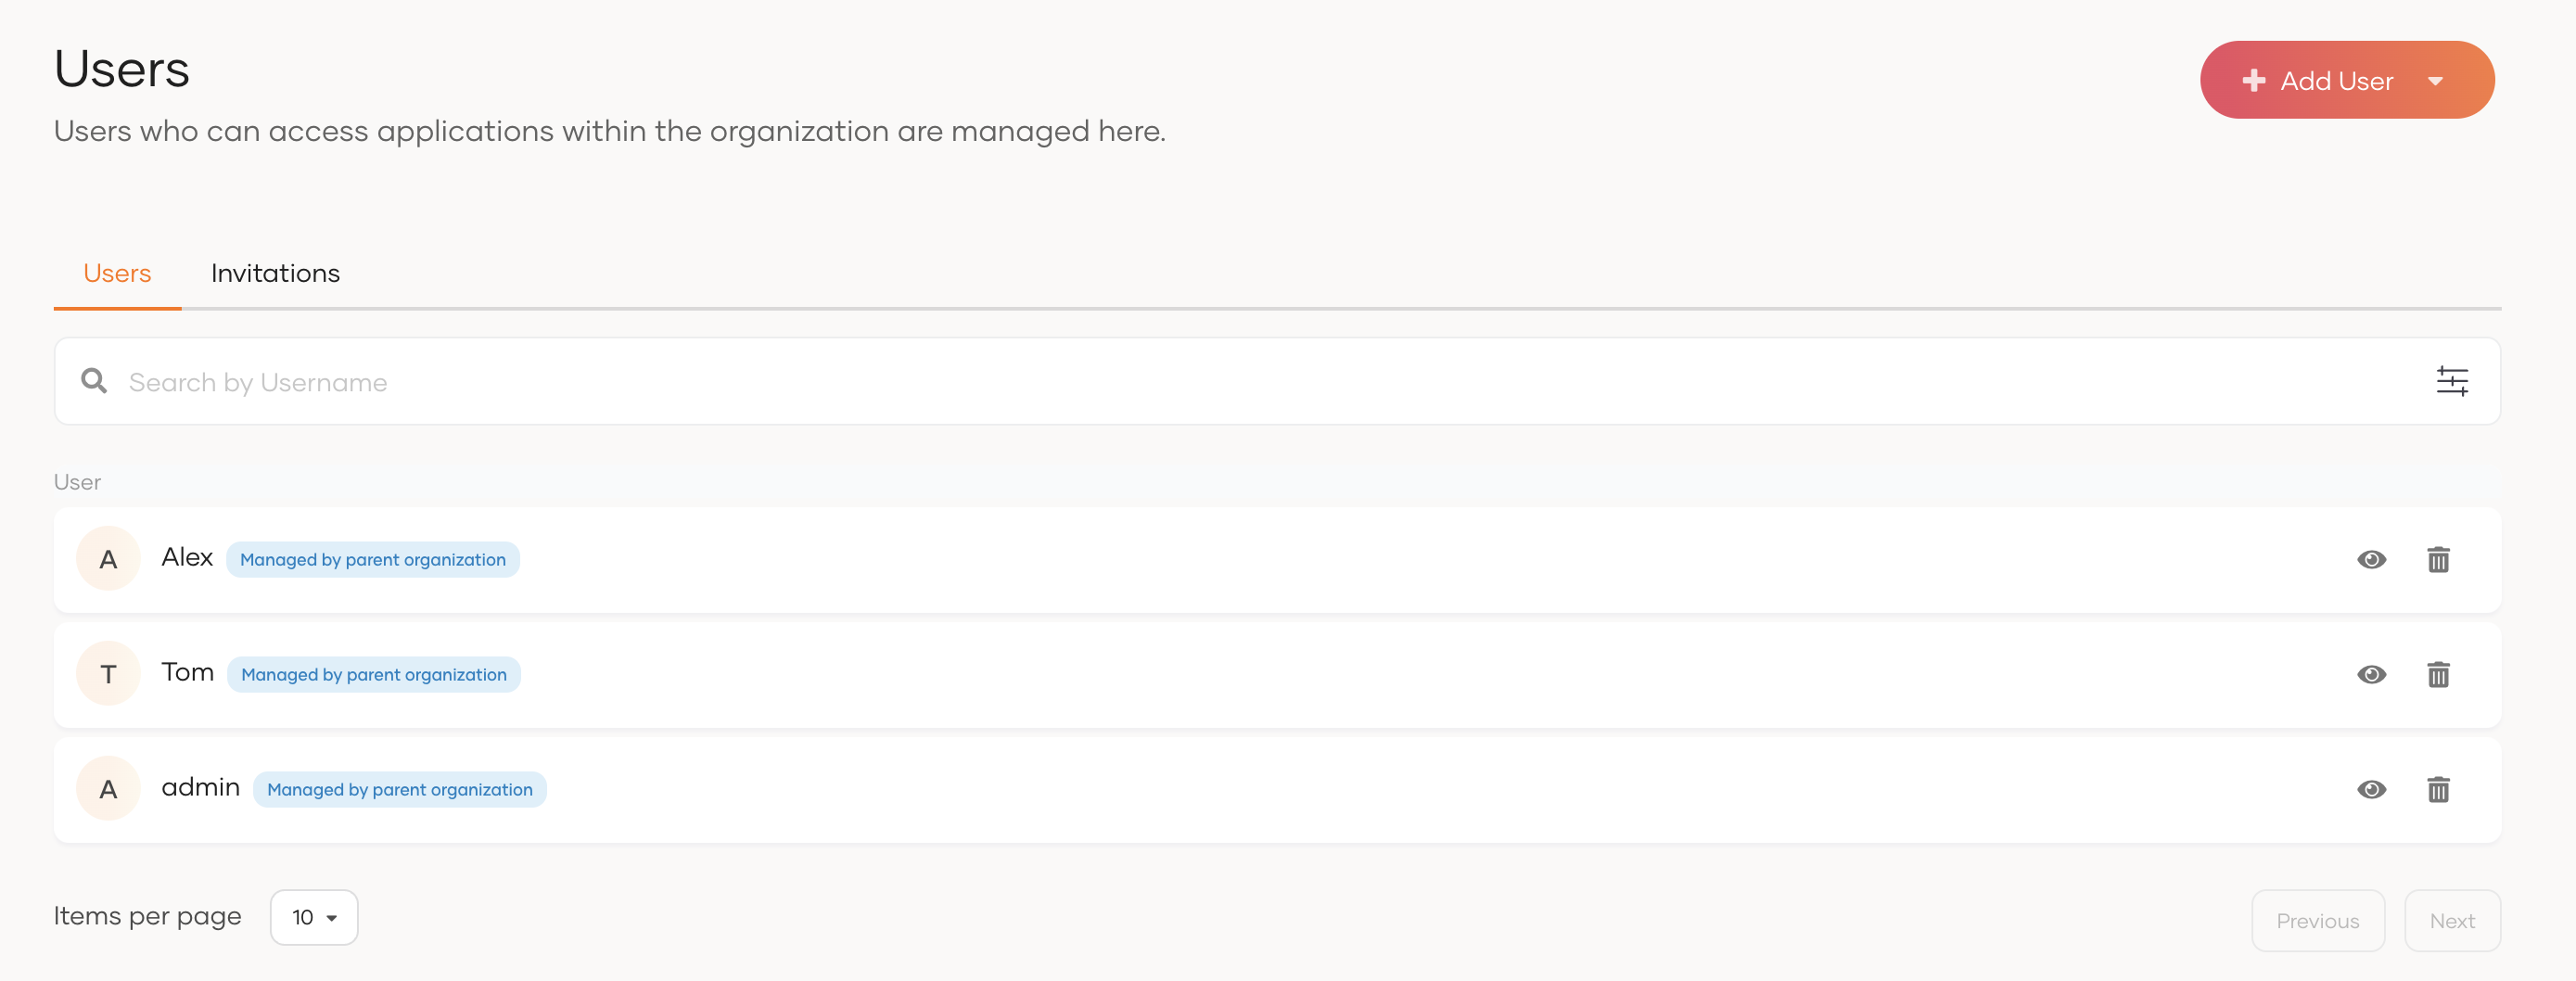 Users
Add User
Users who can access applications within the organization are managed here.
Users Invitations
Search by Username
User
A Alex Managed by parent organization
T Tom Managed by parent organization
A admin Managed by parent organization
Items per page 10 Previous Next